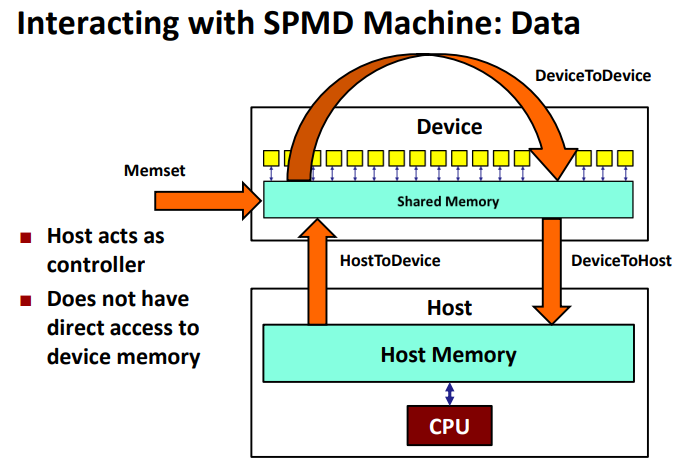 Interacting with SPMD Machine: Data
DeviceToDevice
Device
Memset
Shared Memory
■ Host acts as
controller
HostToDevice
DeviceToHost
■ Does not have
direct access to
device memory
Host
Host Memory
CPU